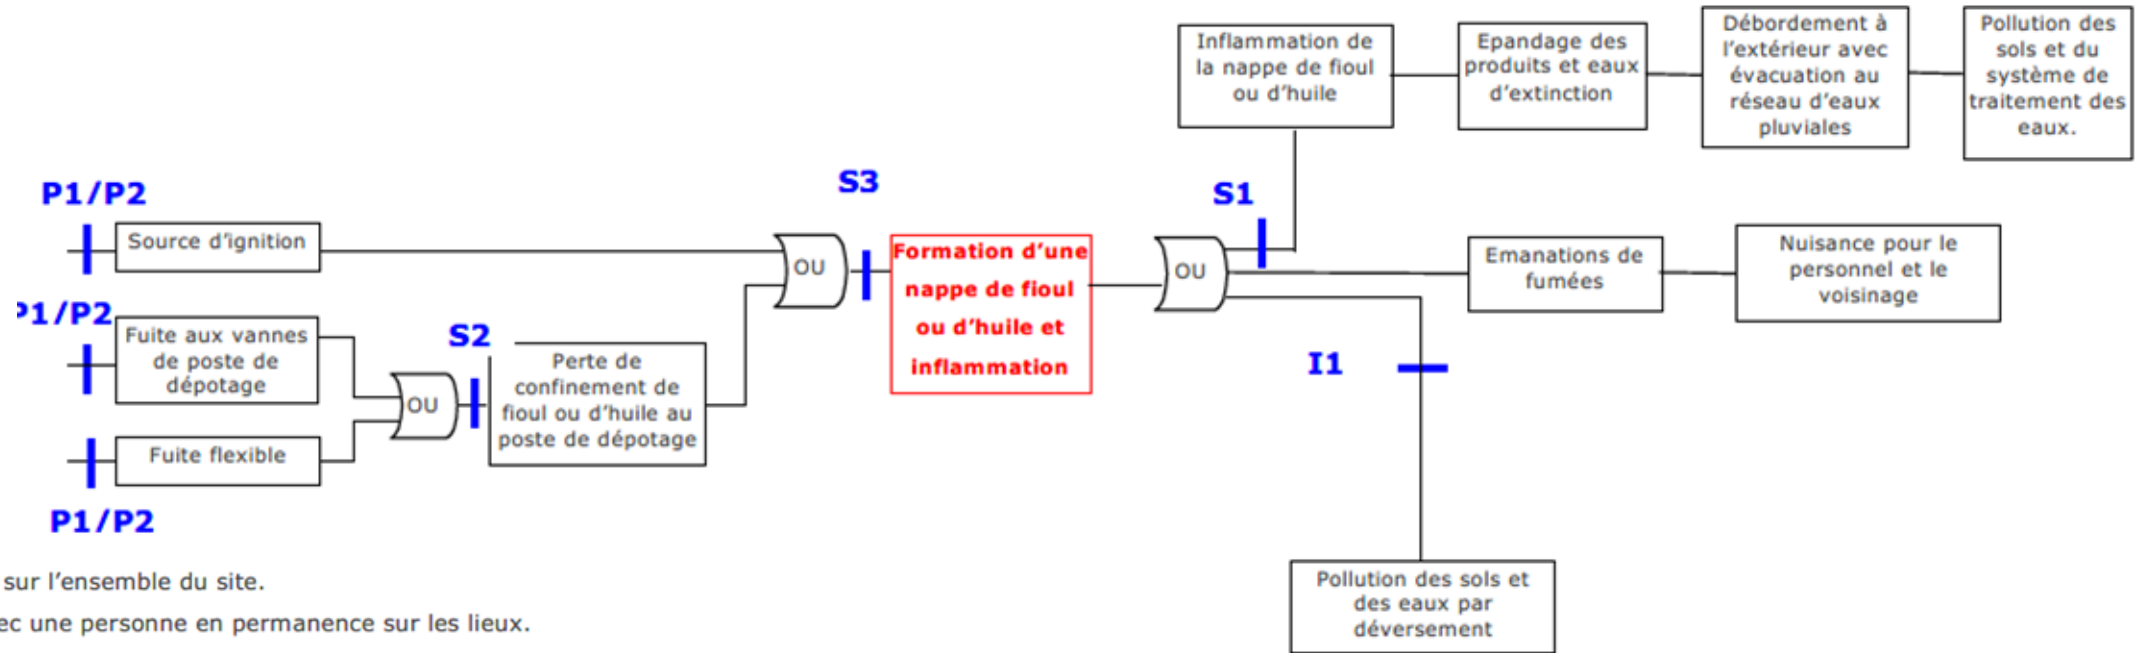 P1/P2
Source d'ignition
P1/P2
Fuite aux vannes
de poste de
dépotage
OU
Fuite flexible
P1/P2
S2
Perte de
confinement de
fioul ou d'huile au
poste de dépotage
OU
S3
Formation d'une
nappe de fioul
ou d'huile et
inflammation
OU
S1
Inflammation de
la nappe de fioul
ou d'huile
Epandage des
produits et eaux
d'extinction
Débordement à
l'extérieur avec
évacuation au
réseau d'eaux
pluviales
Pollution des
sols et du
système de
traitement des
eaux.
Emanations de
fumées
Nuisance pour le
personnel et le
voisinage
I1
Pollution des sols et
des eaux par
déversement
sur l'ensemble du site.
ec une personne en permanence sur les lieux.